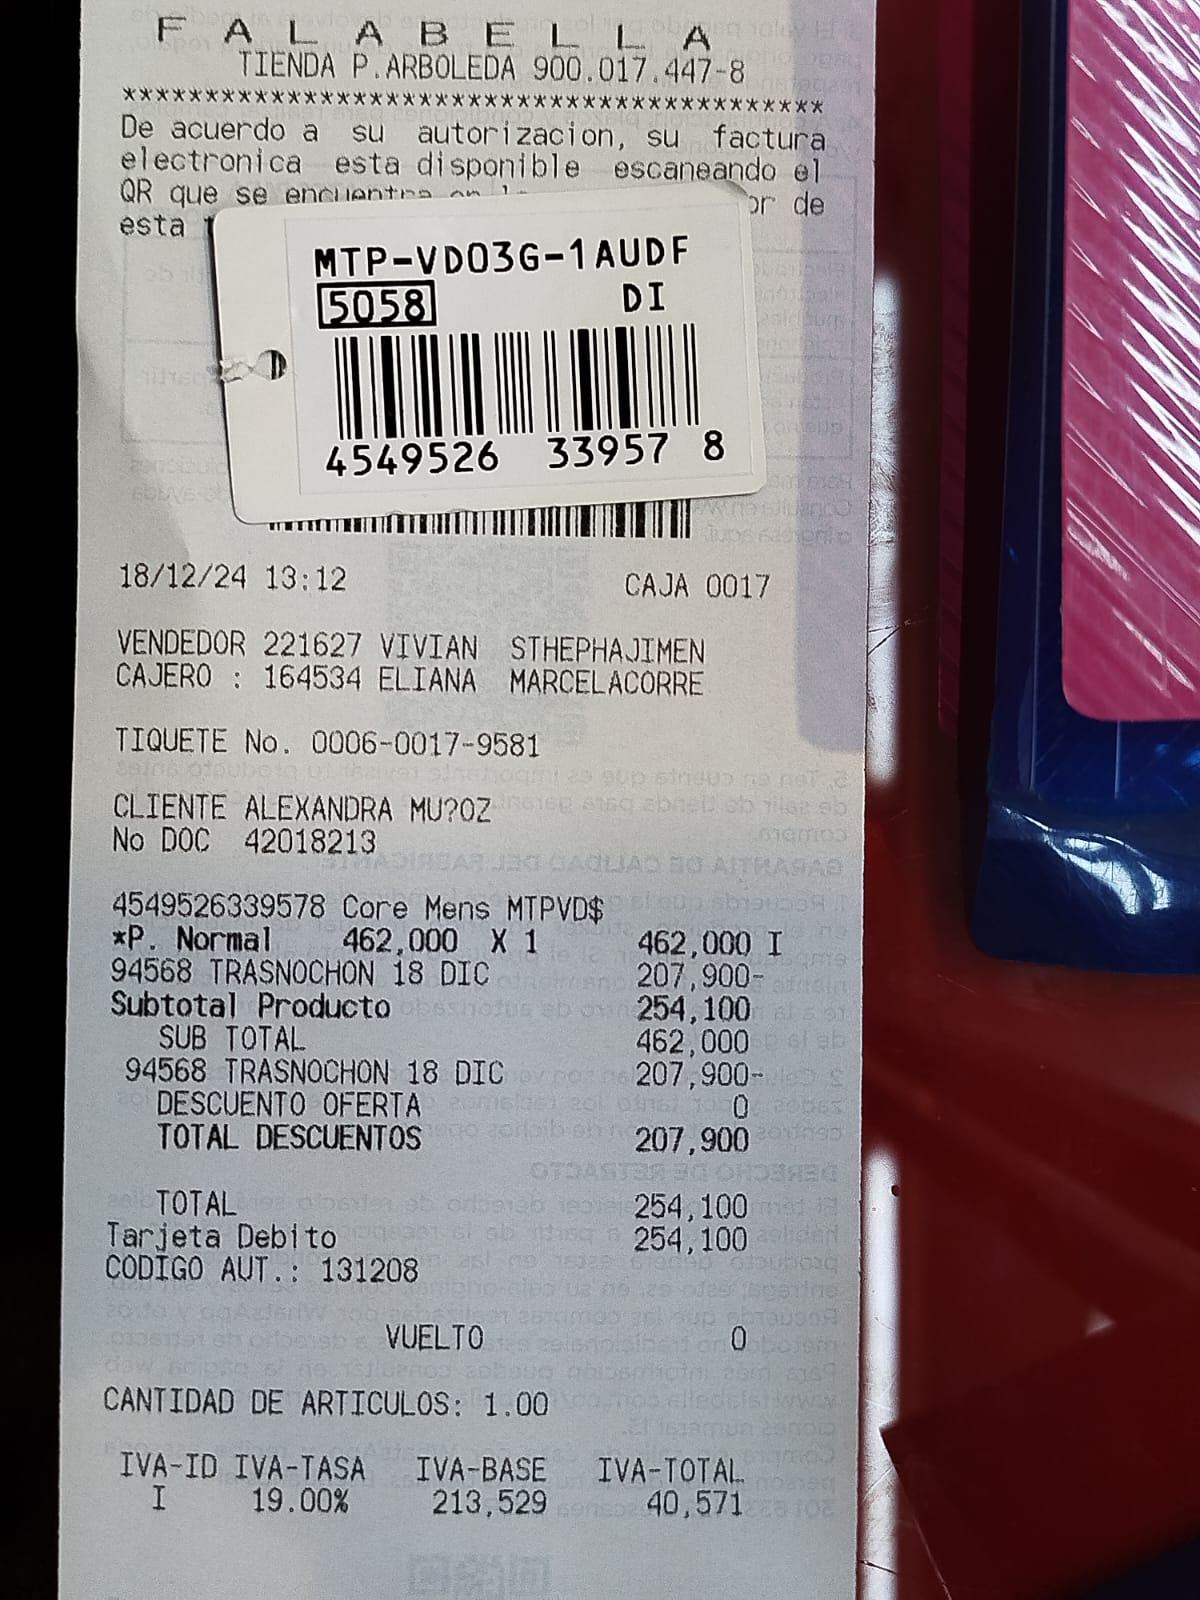 FALABELLA
TIENDA P.ARBOLEDA 900.017.447-8
******************************************
De acuerdo a su autorizacion, su factura
electronica esta disponible escaneando el
QR que se encuentra en
or de
esta
MTP-VD03G-1AUDF
5058 DI
4549526 33957 8
18/12/24 13:12 CAJA 0017
VENDEDOR 221627 VIVIAN STHEPHAJIMEN
CAJERO : 164534 ELIANA MARCELACORRE
TIQUETE No. 0006-0017-9581
CLIENTE ALEXANDRA MU?OZ
No DOC 42018213
4549526339578 Core Mens MTPVD$
*P. Normal 462,000 X 1 462,000 I
94568 TRASNOCHON 18 DIC 207,900-
Subtotal Producto 254,100
SUB TOTAL 462,000
94568 TRASNOCHON 18 DIC 207,900-
DESCUENTO OFERTA 0
TOTAL DESCUENTOS 207,900
TOTAL 254,100
Tarjeta Debito 254,100
CODIGO AUT.: 131208
VUELTO 0
CANTIDAD DE ARTICULOS: 1.00
IVA-ID IVA-TASA IVA-BASE IVA-TOTAL
I 19.00% 213,529 40,571